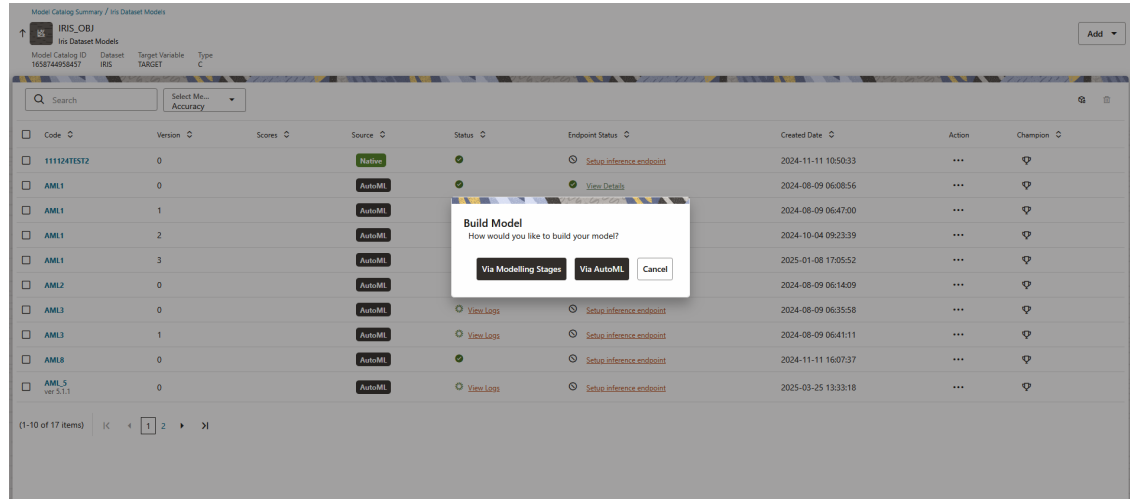 Model Catalog Summary / Iris Dataset Models
IRIS_OBJ
Iris Dataset Models
Add
Model Catalog ID Dataset Target Variable Type
1658744958457 IRIS TARGET C
Search
Select Me...
Accuracy
Code Version Scores Source Status Endpoint Status Created Date Action Champion
111124TEST2 0 Native Setup inference endpoint 2024-11-11 10:50:33
AML1 0 AutoML View Details 2024-08-09 06:08:56
AML1 1 AutoML 2024-08-09 06:47:00
AML1 2 AutoML 2024-10-04 09:23:39
AML1 3 AutoML 2025-01-08 17:05:52
AML2 0 AutoML 2024-08-09 06:14:09
AML3 0 AutoML View Logs Setup inference endpoint 2024-08-09 06:35:58
AML3 1 AutoML View Logs Setup inference endpoint 2024-08-09 06:41:11
AML8 0 AutoML Setup inference endpoint 2024-11-11 16:07:37
AML_5 0 AutoML View Logs Setup inference endpoint 2025-03-25 13:33:18
ver 5.1.1
(1-10 of 17 items) 1 2
Build Model
How would you like to build your model?
Via Modelling Stages Via AutoML Cancel